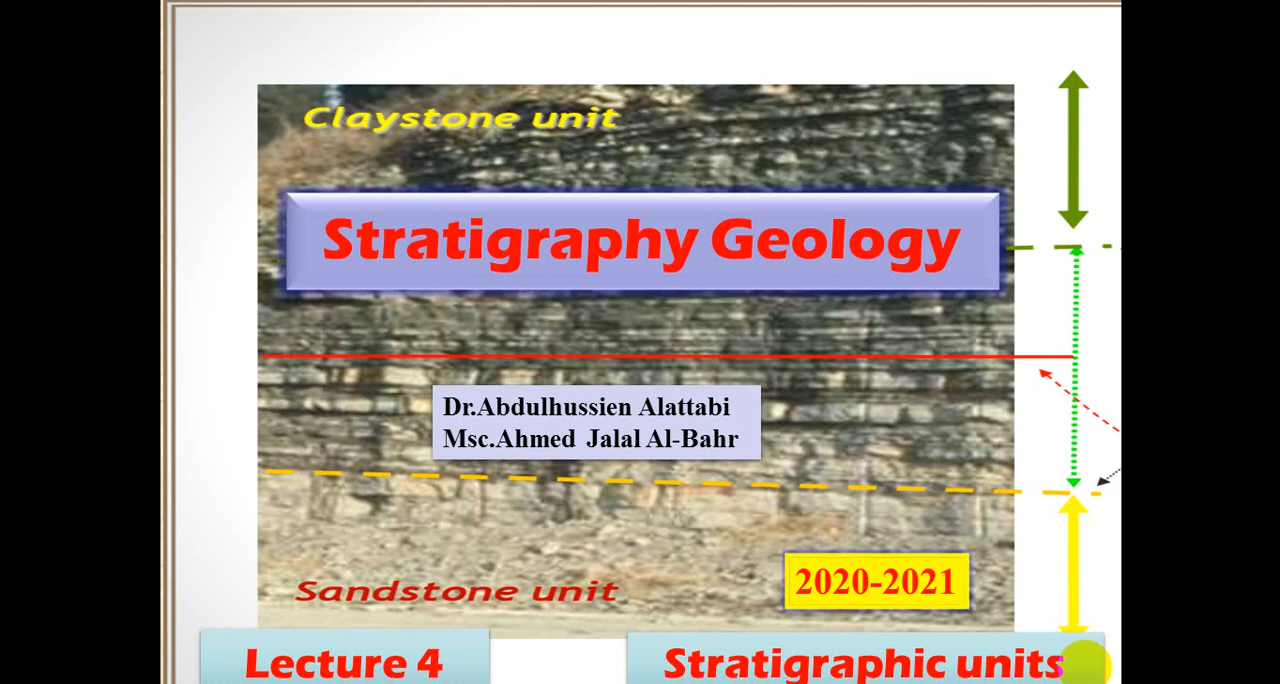 Claystone unit
Stratigraphy Geology
Dr.Abdulhussien Alattabi
Msc.Ahmed Jalal Al-Bahr
Sandstone unit
2020-2021
Lecture 4
Stratigraphic units